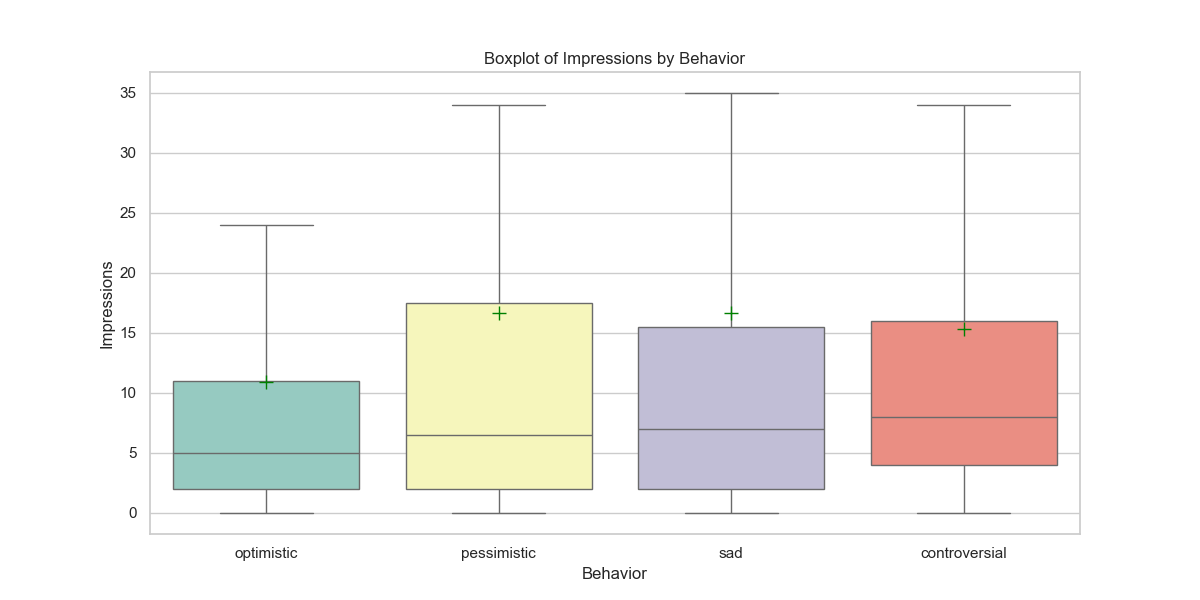 Boxplot of Impressions by Behavior
35
30
25
20
15
10
5
0
Impressions
optimistic pessimistic sad controversial
Behavior